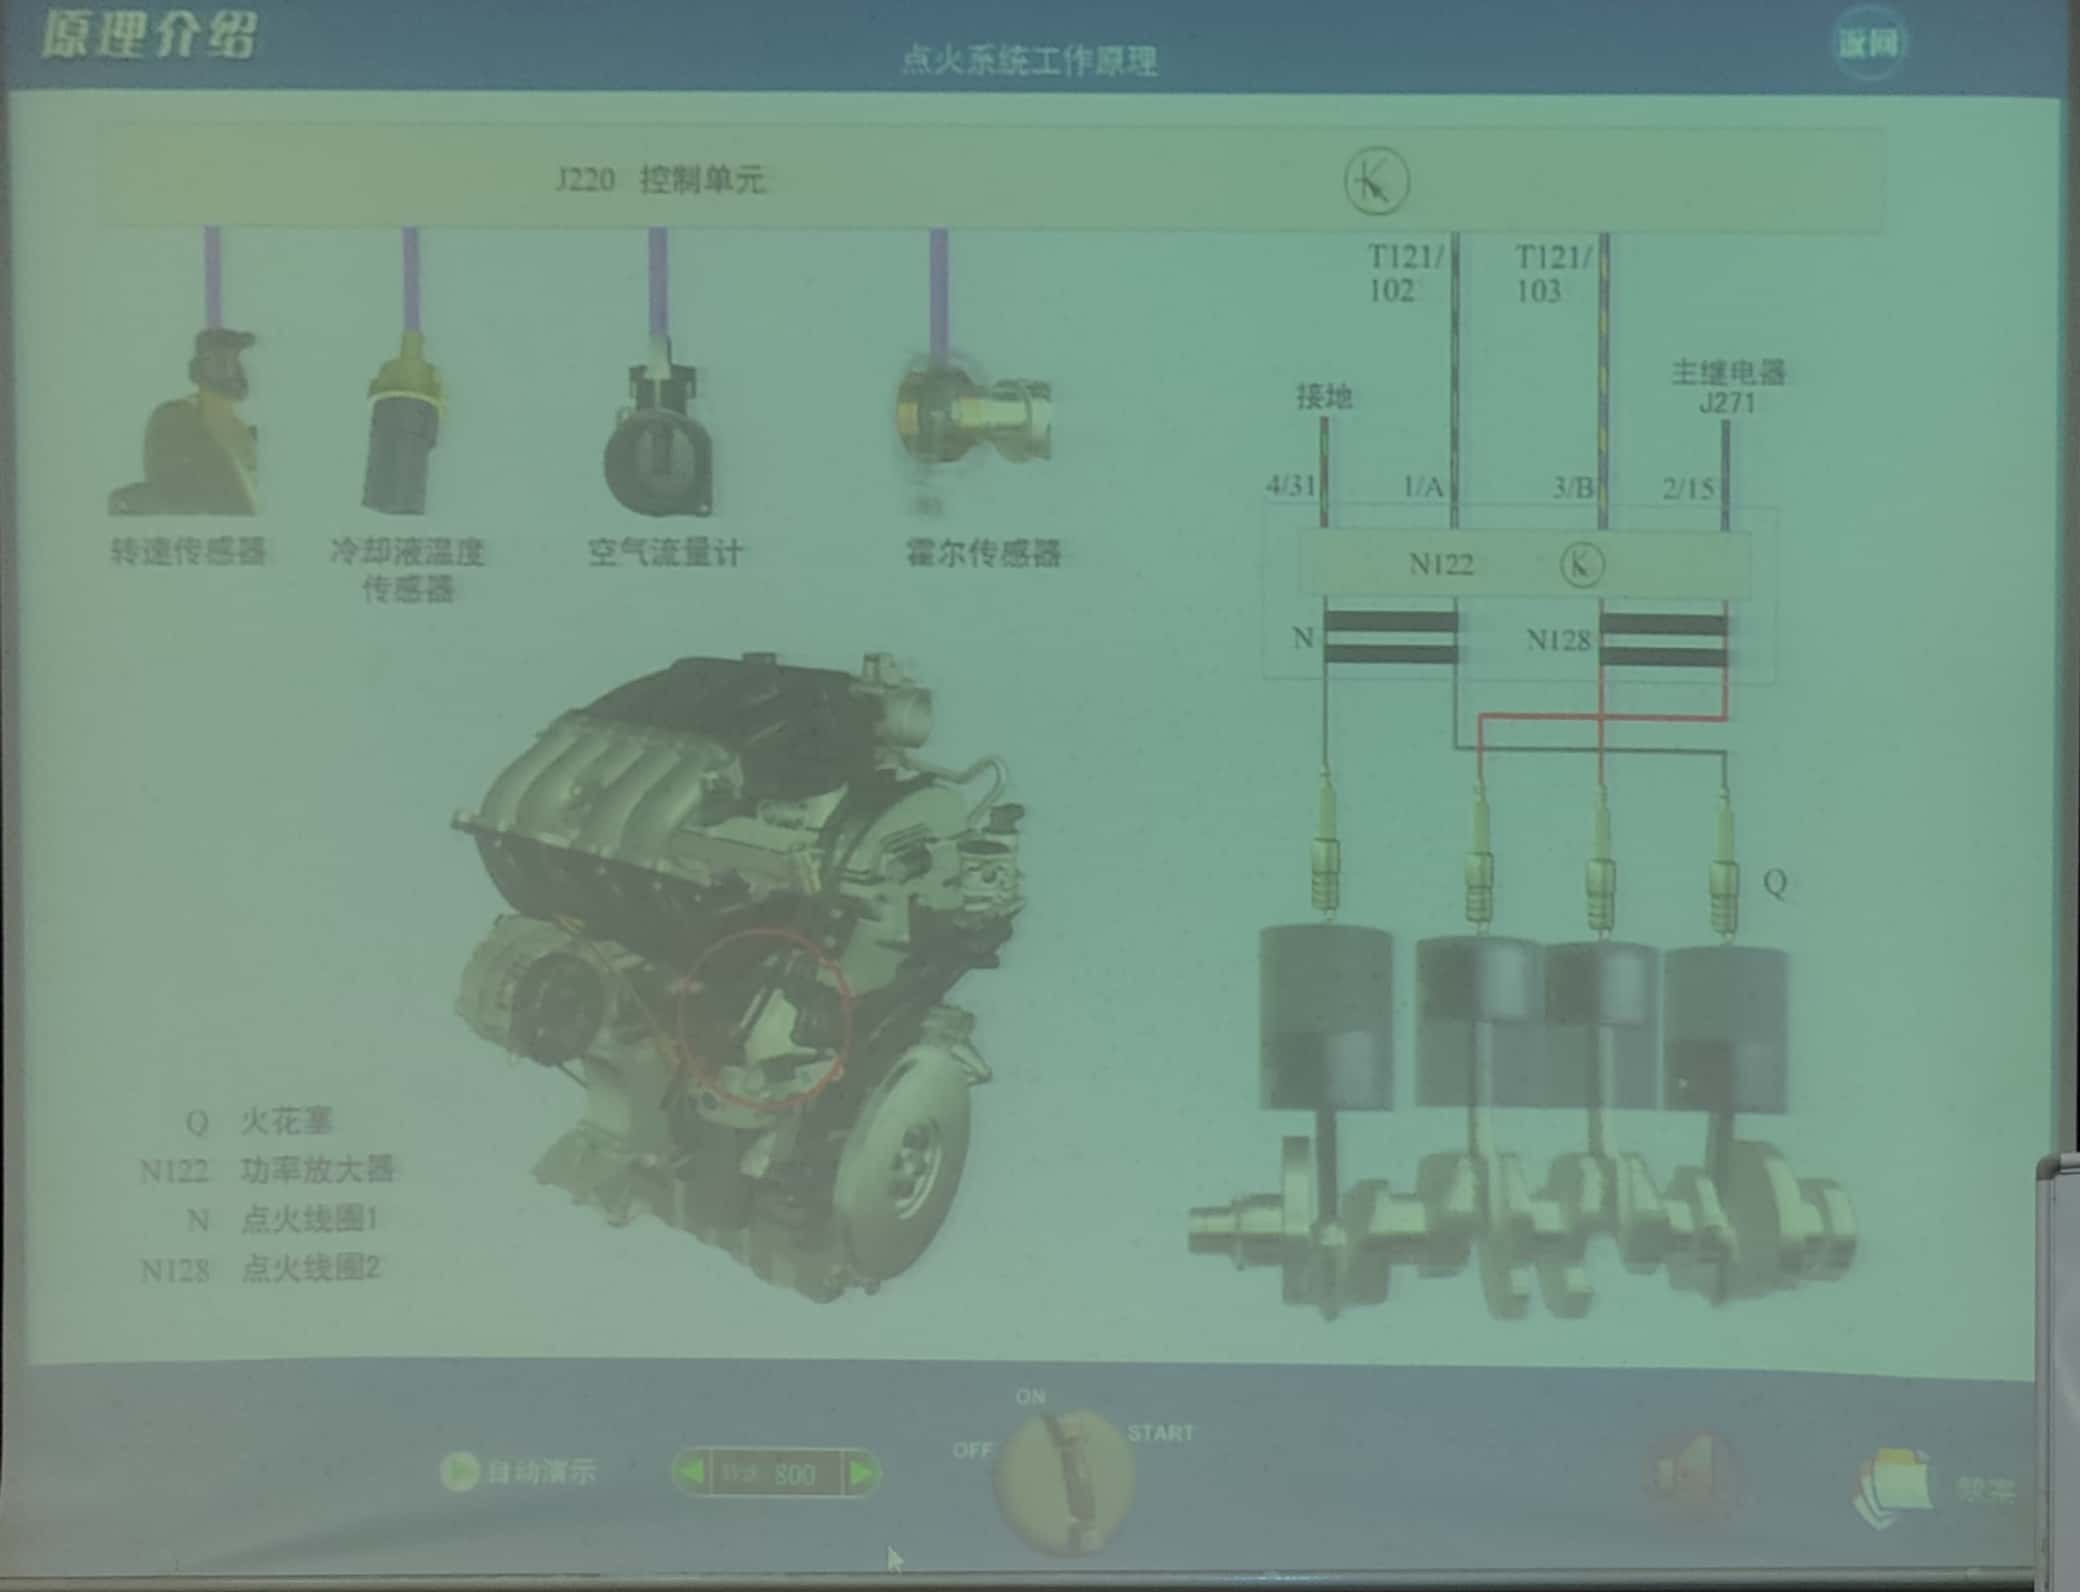 原理介绍
点火系统工作原理
返回
J220 控制单元
T121/
102
T121/
103
接地
主继电器
J271
4/31
1/A
3/B
2/15
转速传感器
冷却液温度
传感器
空气流量计
霍尔传感器
N122
N
N128
Q
Q 火花塞
N122 功率放大器
N 点火线圈1
N128 点火线圈2
自动演示
转速 800
OFF
ON
START